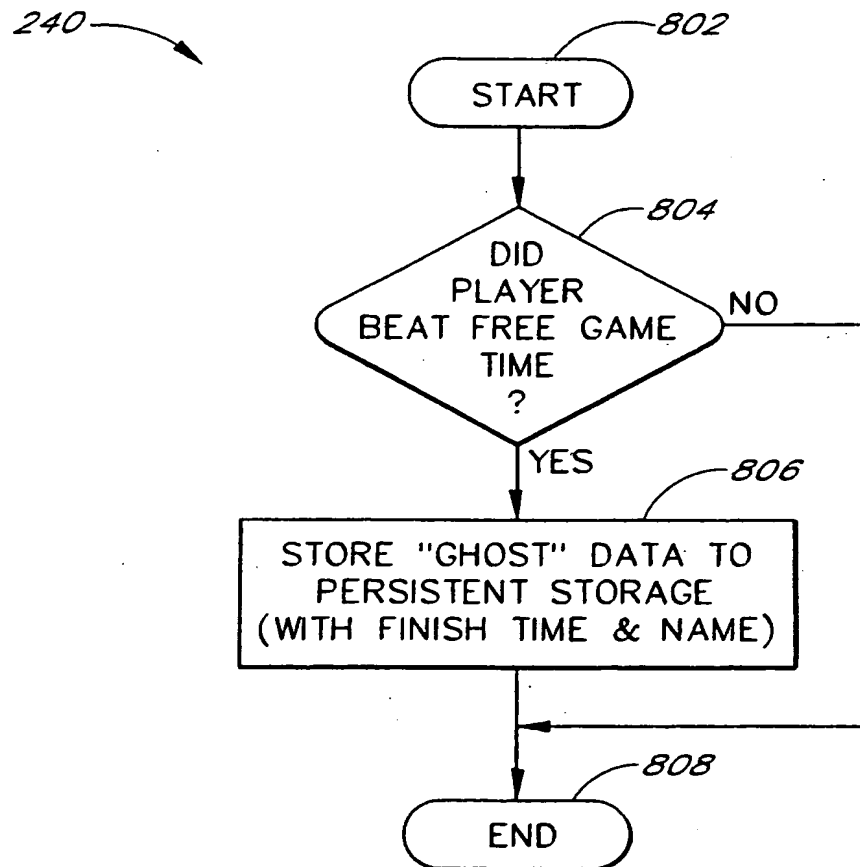 240
802
START
804
DID
PLAYER
BEAT FREE GAME
TIME
?
NO
YES
806
STORE "GHOST" DATA TO
PERSISTENT STORAGE
(WITH FINISH TIME & NAME)
808
END